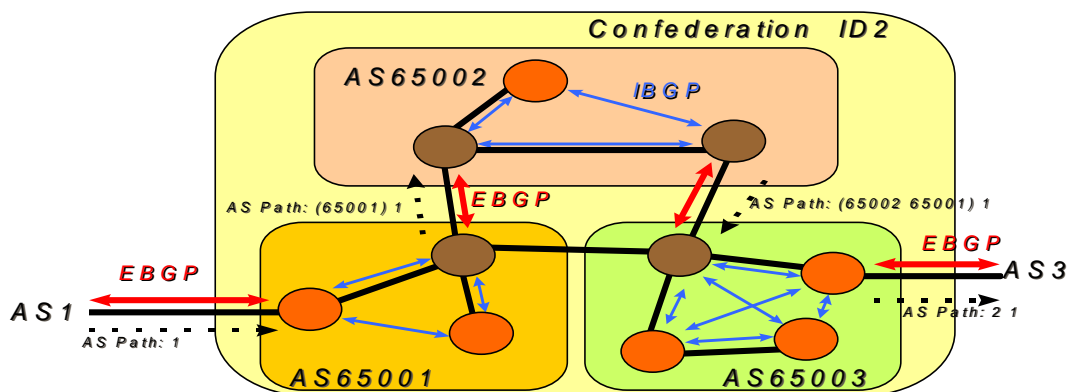 Confederation ID2
AS65002
IBGP
AS Path: (65001) 1
EBGP
AS Path: (65002 65001) 1
EBGP
EBGP
AS3
AS1
AS Path: 1
AS Path: 2 1
AS65001
AS65003